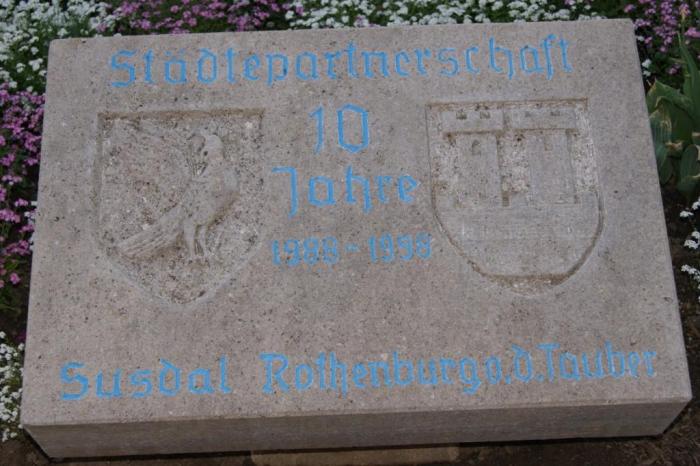 Städtepartnerschaft
10
Jahre
1988-1998
Susdal Rothenburg o.d.Tauber